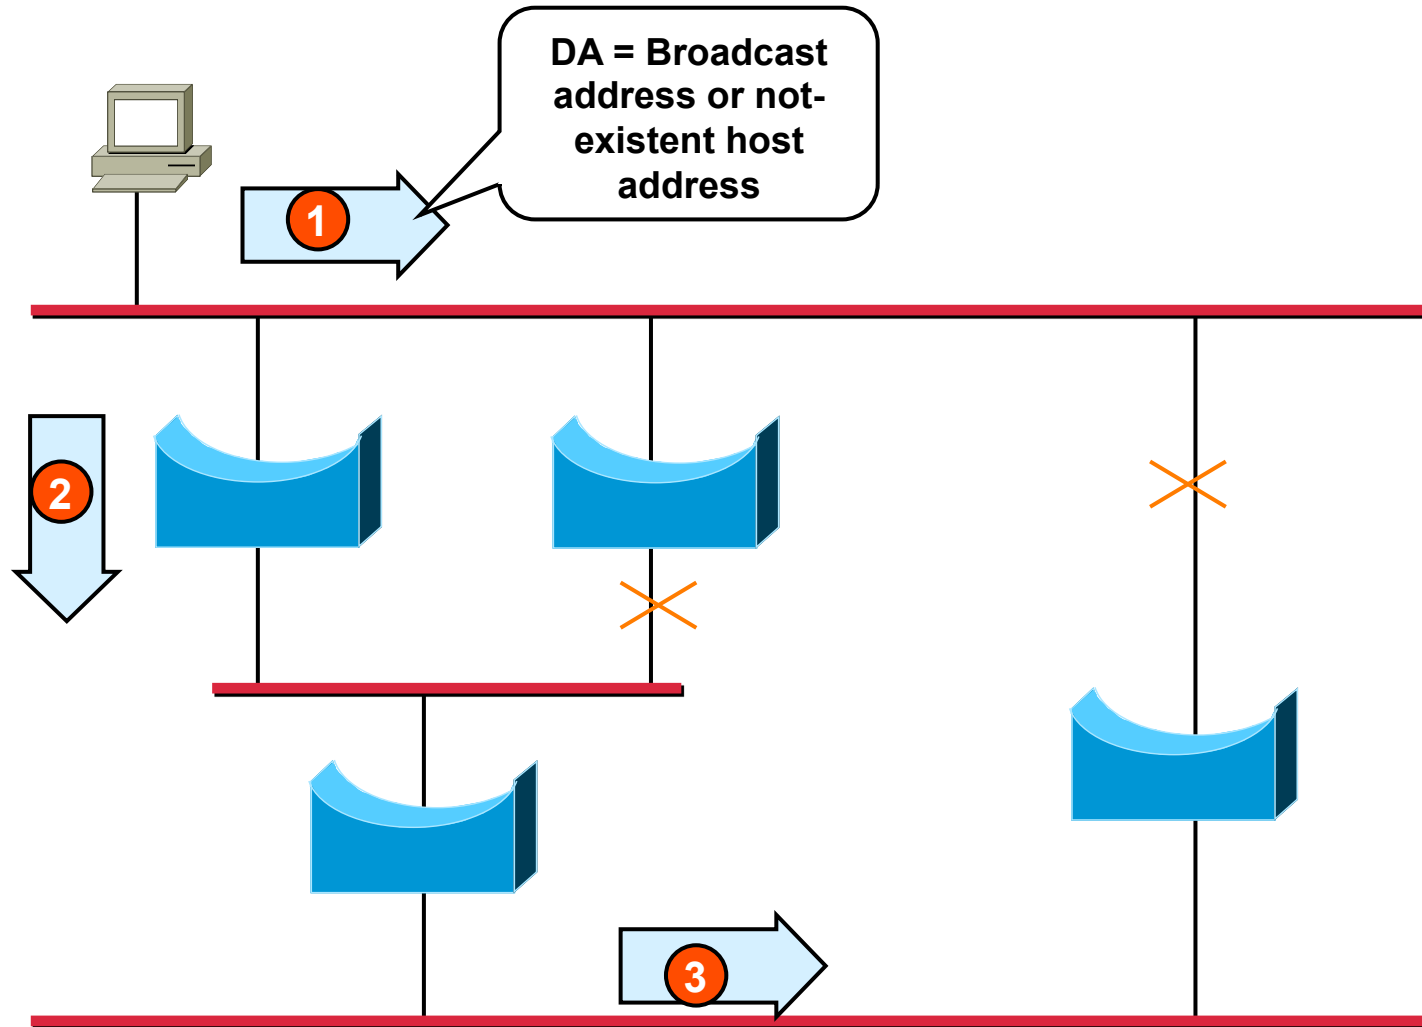 DA = Broadcast
address or not-
existent host
address
1
2
3